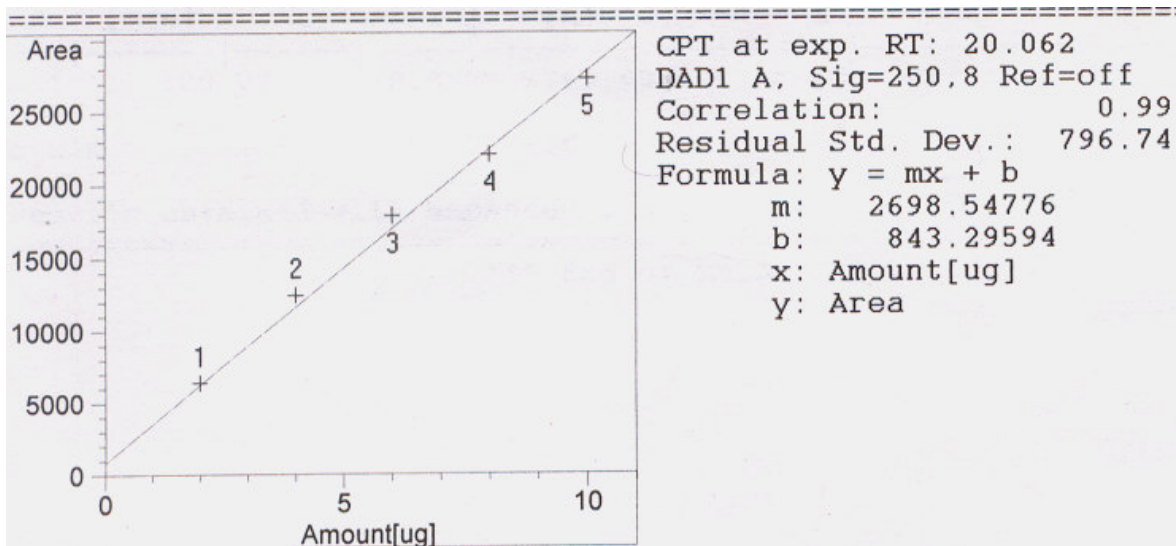 Area
25000
20000
15000
10000
5000
0
0
5
10
Amount[ug]
1
2
3
4
5
CPT at exp. RT: 20.062
DAD1 A, Sig=250,8 Ref=off
Correlation: 0.99
Residual Std. Dev.: 796.74
Formula: y = mx + b
m: 2698.54776
b: 843.29594
x: Amount[ug]
y: Area